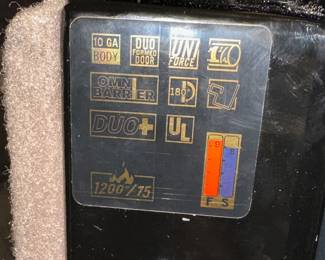 10 GA
BODY
DUO
FORMED
DOOR
UNI
FORCE
OMNI
BARRIER
180°
DUO+
UL
1200°/75
F S